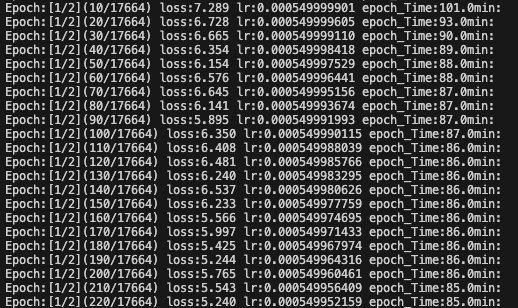 Epoch:[1/2](10/17664) loss:7.289 lr:0.000549999901 epoch_Time:101.0min:
Epoch:[1/2](20/17664) loss:6.728 lr:0.000549999605 epoch_Time:93.0min:
Epoch:[1/2](30/17664) loss:6.665 lr:0.000549999110 epoch_Time:90.0min:
Epoch:[1/2](40/17664) loss:6.354 lr:0.000549998418 epoch_Time:89.0min:
Epoch:[1/2](50/17664) loss:6.154 lr:0.000549997529 epoch_Time:88.0min:
Epoch:[1/2](60/17664) loss:6.576 lr:0.000549996441 epoch_Time:88.0min:
Epoch:[1/2](70/17664) loss:6.645 lr:0.000549995156 epoch_Time:87.0min:
Epoch:[1/2](80/17664) loss:6.141 lr:0.000549993674 epoch_Time:87.0min:
Epoch:[1/2](90/17664) loss:5.895 lr:0.000549991993 epoch_Time:87.0min:
Epoch:[1/2](100/17664) loss:6.350 lr:0.000549990115 epoch_Time:87.0min:
Epoch:[1/2](110/17664) loss:6.408 lr:0.000549988039 epoch_Time:86.0min:
Epoch:[1/2](120/17664) loss:6.481 lr:0.000549985766 epoch_Time:86.0min:
Epoch:[1/2](130/17664) loss:6.240 lr:0.000549983295 epoch_Time:86.0min:
Epoch:[1/2](140/17664) loss:6.537 lr:0.000549980626 epoch_Time:86.0min:
Epoch:[1/2](150/17664) loss:6.233 lr:0.000549977759 epoch_Time:86.0min:
Epoch:[1/2](160/17664) loss:5.566 lr:0.000549974695 epoch_Time:86.0min:
Epoch:[1/2](170/17664) loss:5.997 lr:0.000549971433 epoch_Time:86.0min:
Epoch:[1/2](180/17664) loss:5.425 lr:0.000549967974 epoch_Time:86.0min:
Epoch:[1/2](190/17664) loss:5.244 lr:0.000549964316 epoch_Time:86.0min:
Epoch:[1/2](200/17664) loss:5.765 lr:0.000549960461 epoch_Time:86.0min:
Epoch:[1/2](210/17664) loss:5.543 lr:0.000549956409 epoch_Time:85.0min:
Epoch:[1/2](220/17664) loss:5.240 lr:0.000549952159 epoch_Time:85.0min: